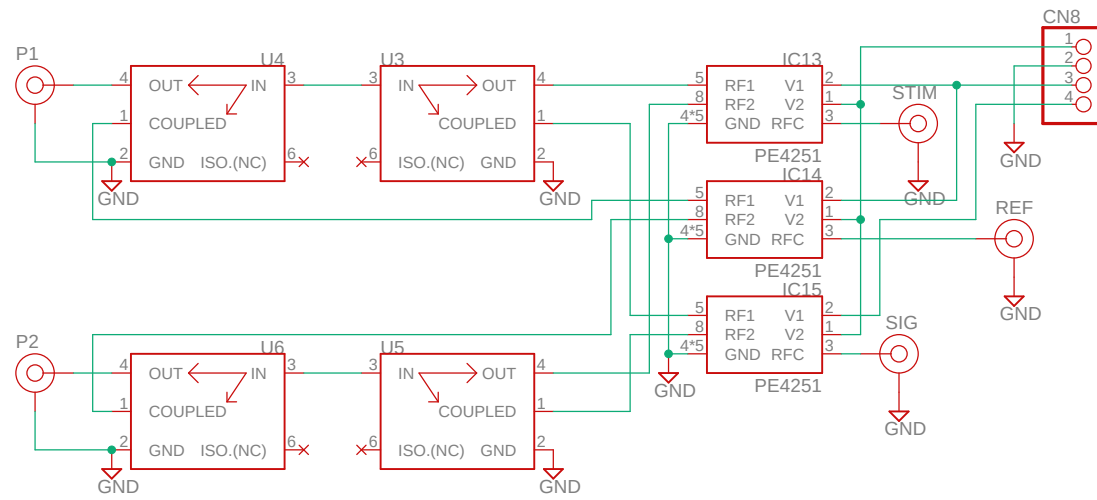 CN8
P1
U4
U3
IC13
1
2
3
4
4
OUT
IN
3
3
IN
OUT
4
5
RF1
V1
2
STIM
8
RF2
V2
1
1
COUPLED
COUPLED
1
4*5
GND
RFC
3
2
GND
ISO.(NC)
6
6
ISO.(NC)
GND
2
PE4251
GND
IC14
GND
GND
GND
5
RF1
V1
2
GND
REF
8
RF2
V2
1
4*5
GND
RFC
3
PE4251
IC15
GND
5
RF1
V1
2
SIG
8
RF2
V2
1
P2
U6
U5
4*5
GND
RFC
3
4
OUT
IN
3
3
IN
OUT
4
GND
PE4251
1
COUPLED
COUPLED
1
GND
2
GND
ISO.(NC)
6
6
ISO.(NC)
GND
2
GND
GND